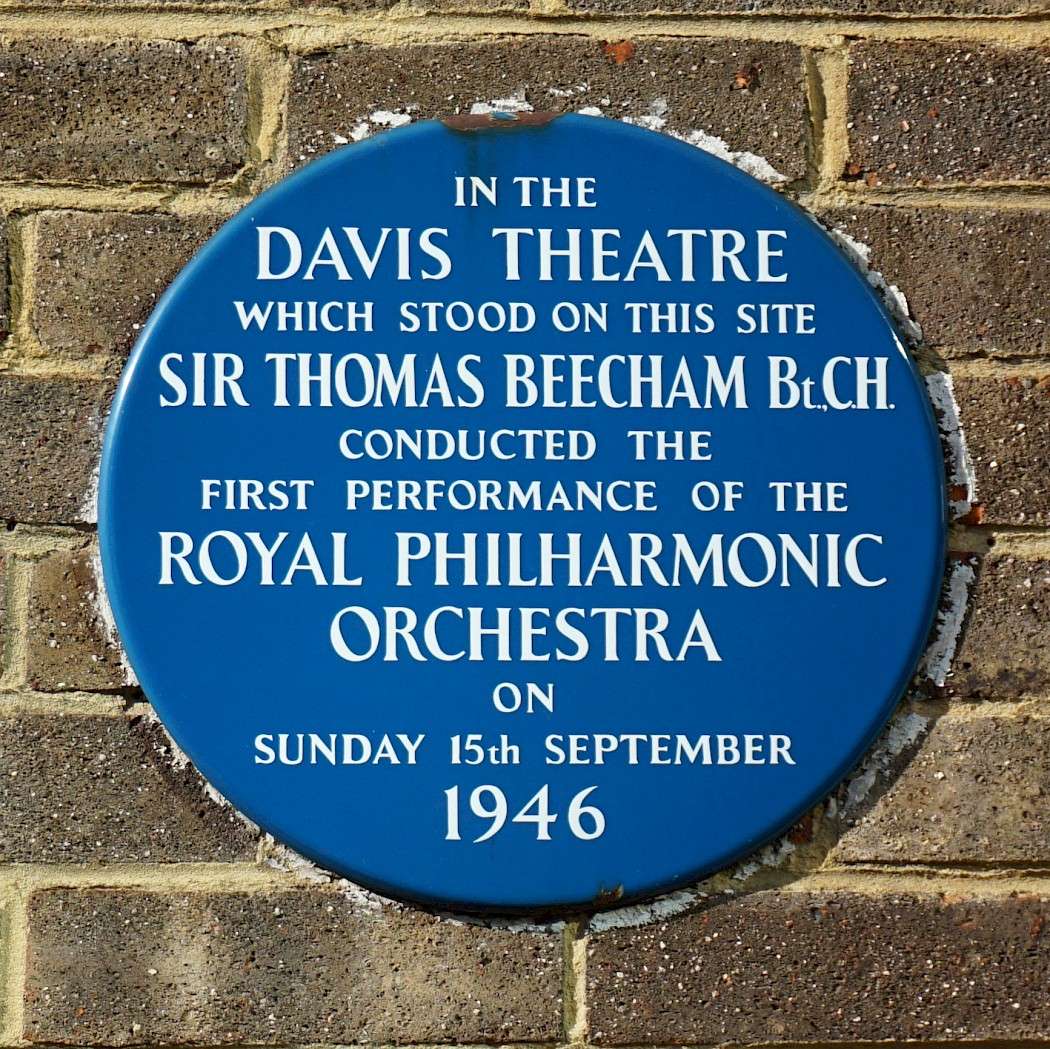 IN THE
DAVIS THEATRE
WHICH STOOD ON THIS SITE
SIR THOMAS BEECHAM Bt.,C.H.
CONDUCTED THE
FIRST PERFORMANCE OF THE
ROYAL PHILHARMONIC
ORCHESTRA
ON
SUNDAY 15th SEPTEMBER
1946